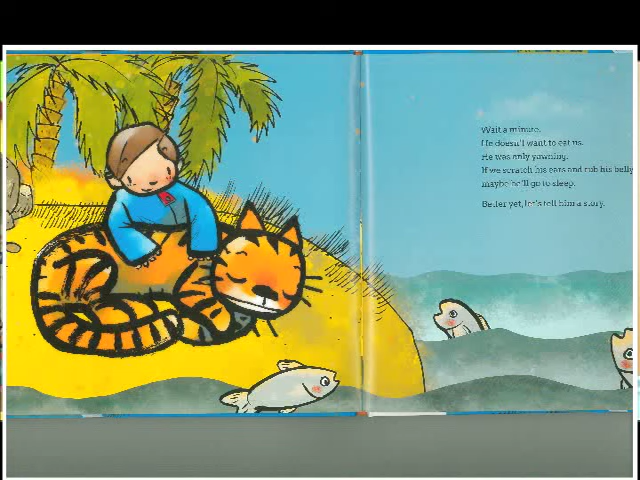 Wait a minute.
He doesn't want to eat us.
He was only yawning.
If we scratch his ears and rub his belly
maybe he'll go to sleep.
Better yet, let's tell him a story.